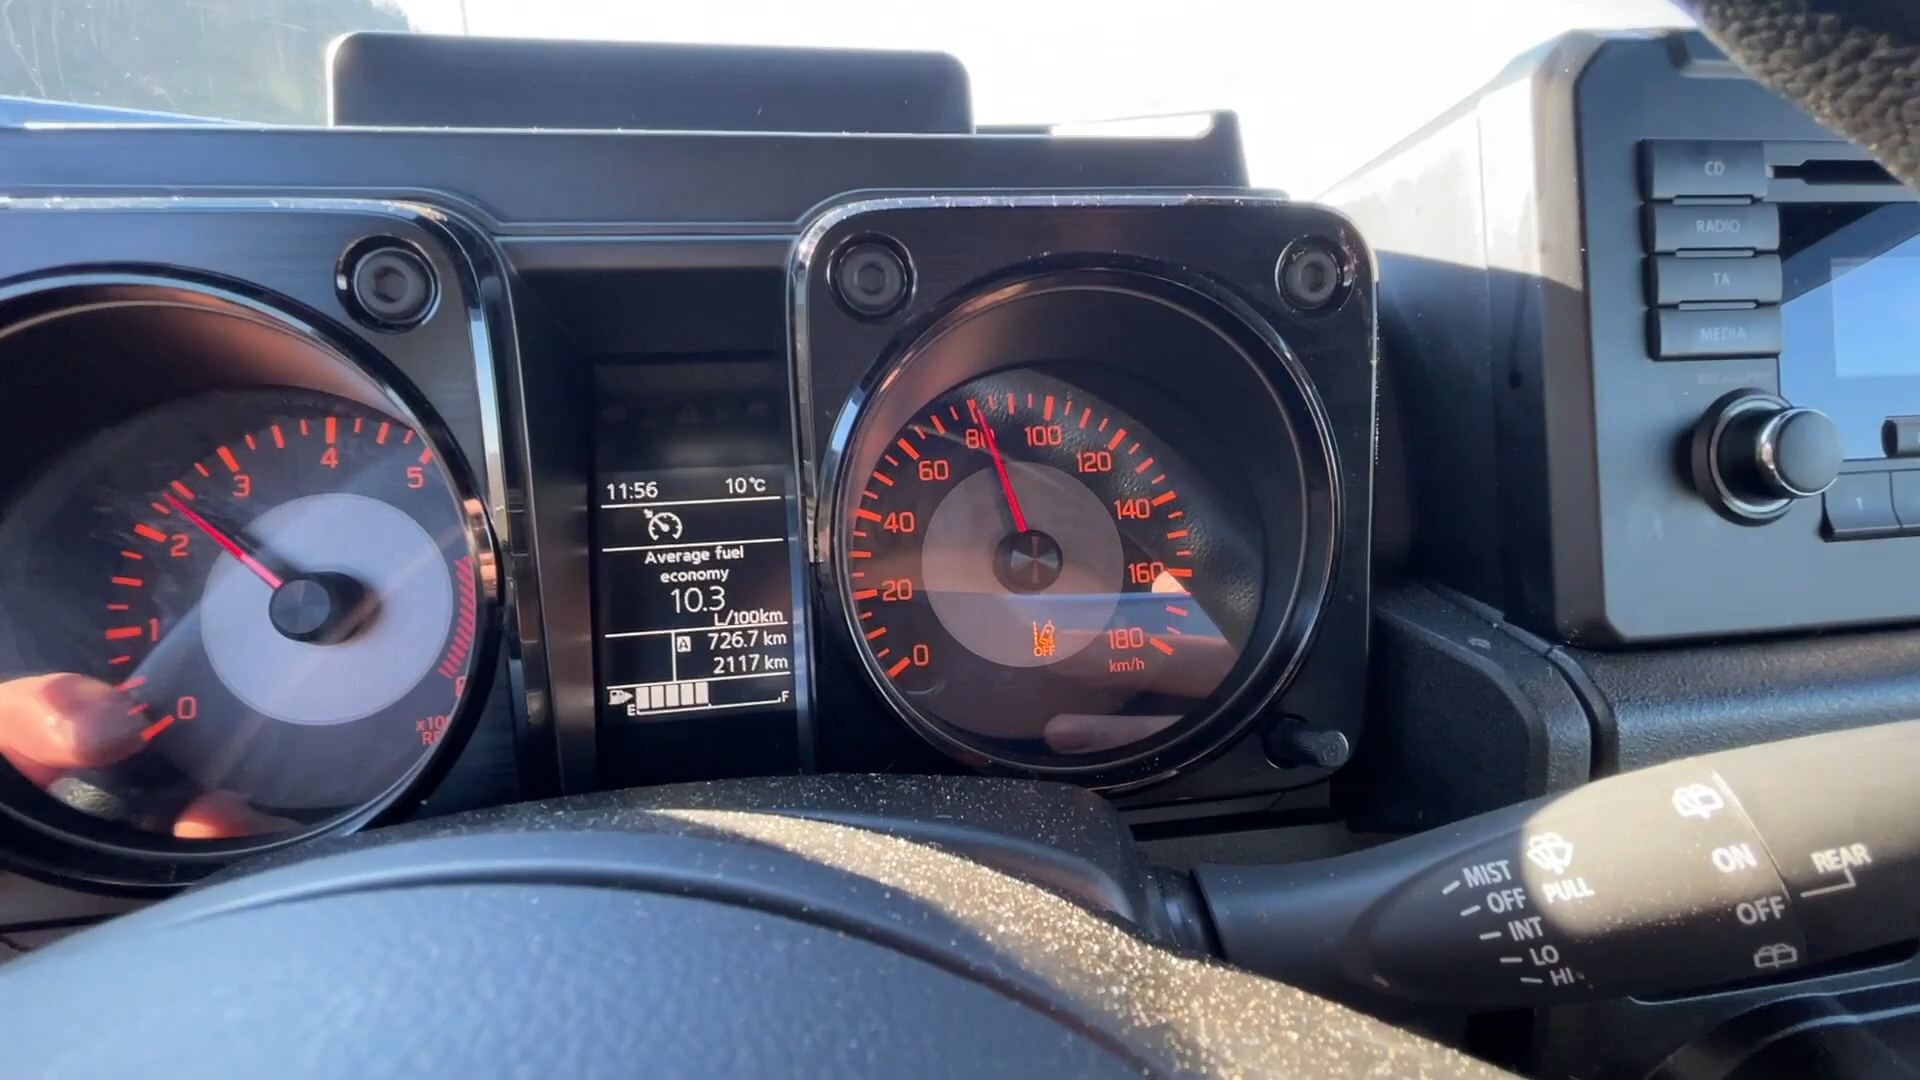 0
1
2
3
4
5
11:56 10°C
Average fuel
economy
10.3
L/100km
A 726.7 km
2117 km
E F
0
20
40
60
80
100
120
140
160
180
km/h
OFF
CD
RADIO
TA
MEDIA
1
MIST
OFF
INT
LO
HI
PULL
ON
OFF
REAR